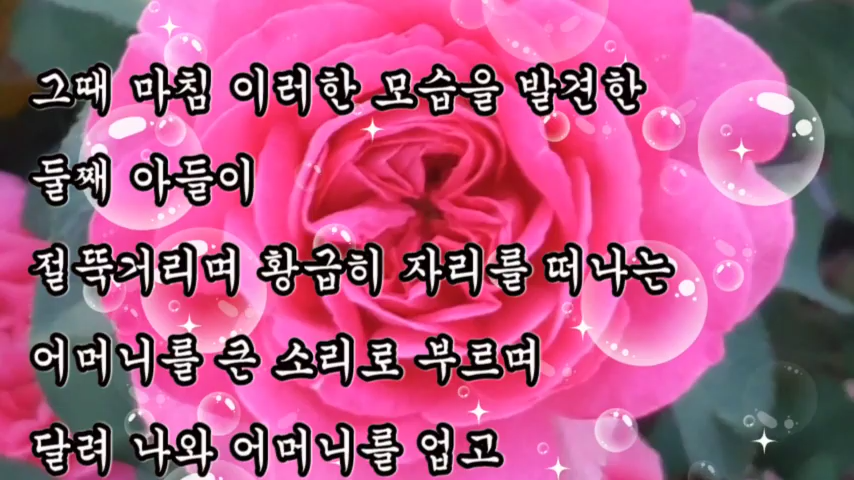 그때 마침 이러한 모습을 발견한
둘째 아들이
절뚝거리며 황급히 자리를 떠나는
어머니를 큰 소리로 부르며
달려 나와 어머니를 업고